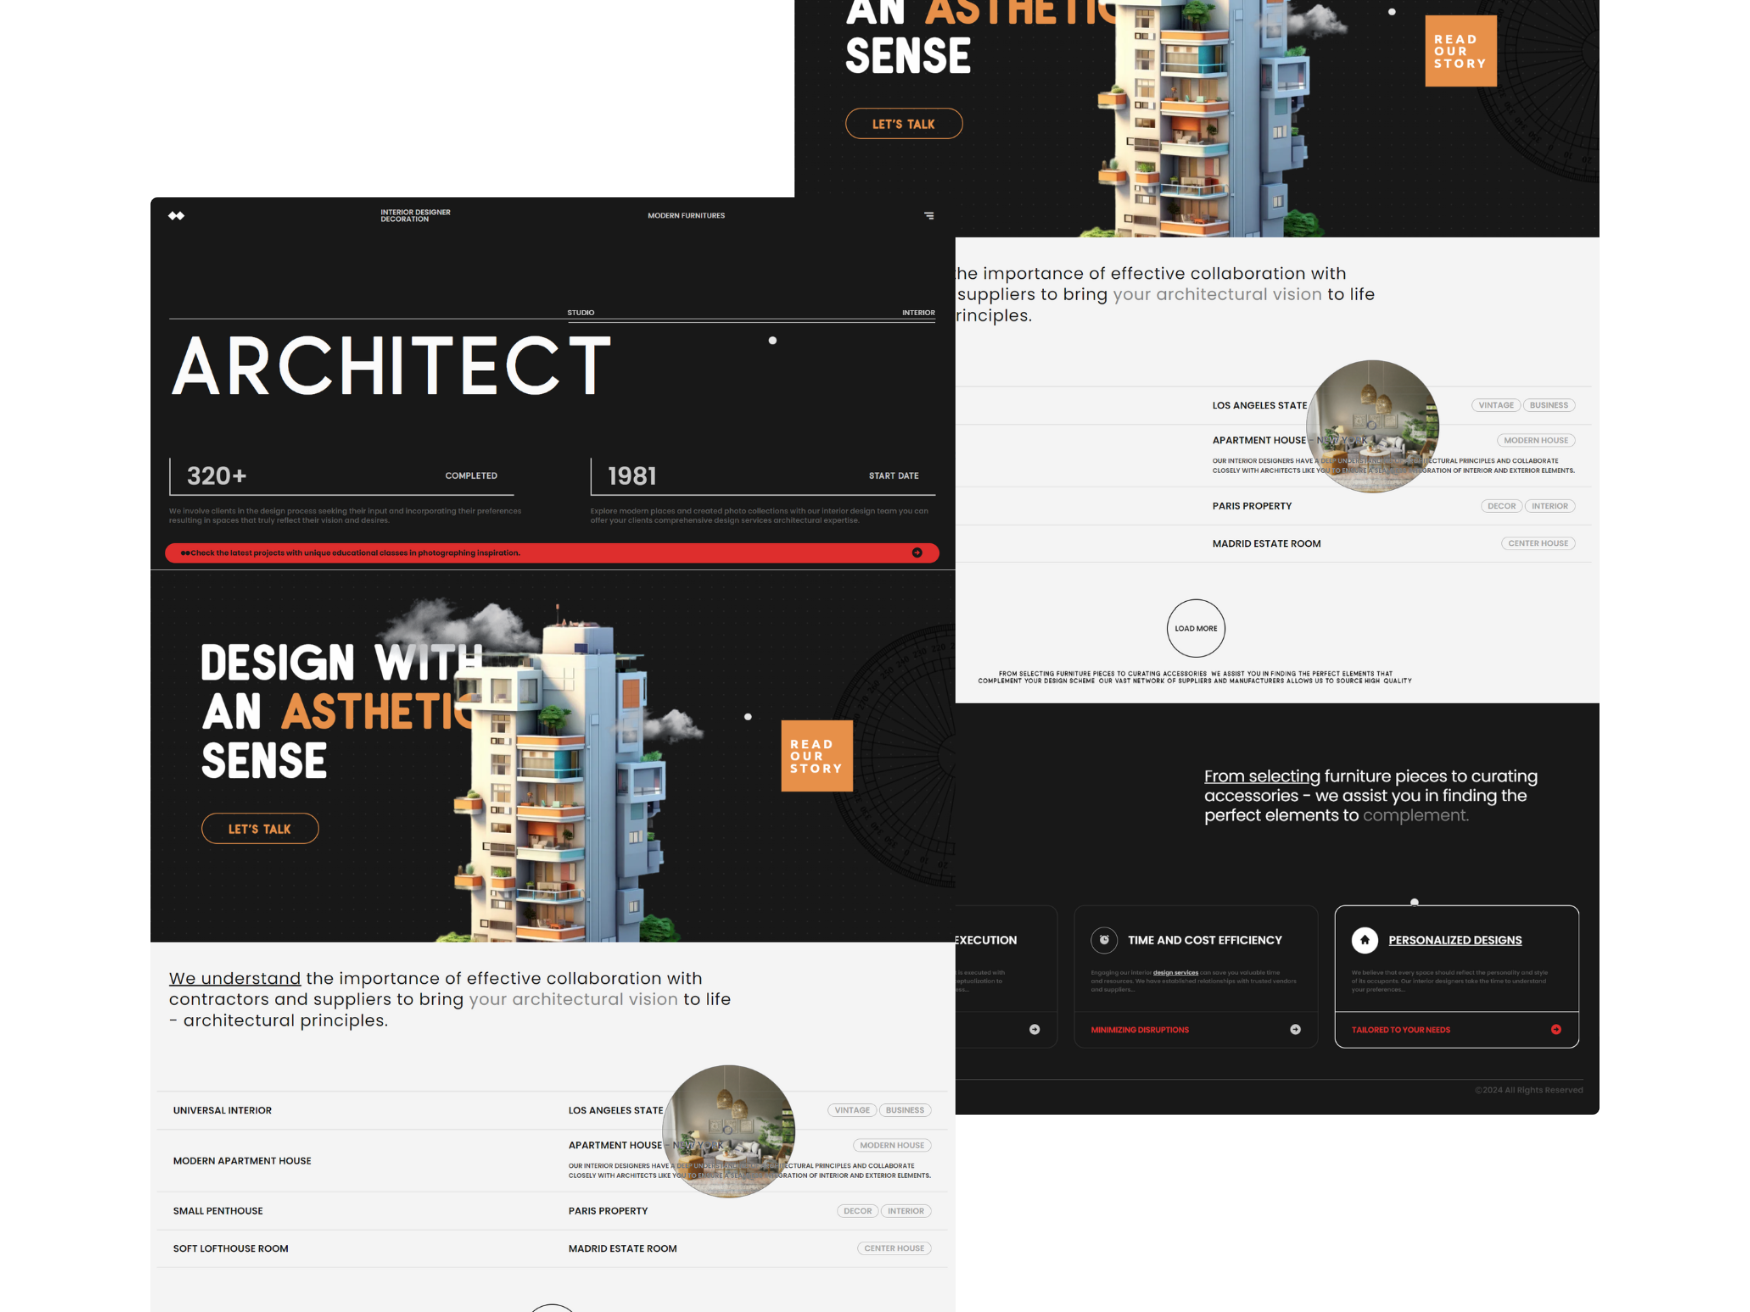 INTERIOR DESIGNER
DECORATION
MODERN FURNITURES
STUDIO
INTERIOR
ARCHITECT
320+
COMPLETED
1981
START DATE
We involve clients in the design process seeking their input and incorporating their preferences
resulting in spaces that truly reflect their vision and desires.
Explore modern places and created photo collections with our interior design team you can
offer your clients comprehensive design services architectural expertise.
Check the latest projects with unique educational classes in photographing inspiration.
DESIGN WITH
AN ASTHETIC
SENSE
LET'S TALK
READ
OUR
STORY
We understand the importance of effective collaboration with
contractors and suppliers to bring your architectural vision to life
- architectural principles.
UNIVERSAL INTERIOR
LOS ANGELES STATE
VINTAGE
BUSINESS
MODERN APARTMENT HOUSE
APARTMENT HOUSE - NEW YORK
MODERN HOUSE
OUR INTERIOR DESIGNERS HAVE A DEEP CTURAL PRINCIPLES AND COLLABORATE
CLOSELY WITH ARCHITECTS LIKE YOU TO ENSURE A RATION OF INTERIOR AND EXTERIOR ELEMENTS.
SMALL PENTHOUSE
PARIS PROPERTY
DECOR
INTERIOR
SOFT LOFTHOUSE ROOM
MADRID ESTATE ROOM
CENTER HOUSE
AN ASTHETIC
SENSE
LET'S TALK
READ
OUR
STORY
the importance of effective collaboration with
suppliers to bring your architectural vision to life
rinciples.
LOS ANGELES STATE
VINTAGE
BUSINESS
APARTMENT HOUSE - NEW YORK
MODERN HOUSE
OUR INTERIOR DESIGNERS HAVE A DEEP CTURAL PRINCIPLES AND COLLABORATE
CLOSELY WITH ARCHITECTS LIKE YOU TO ENSURE A RATION OF INTERIOR AND EXTERIOR ELEMENTS.
PARIS PROPERTY
DECOR
INTERIOR
MADRID ESTATE ROOM
CENTER HOUSE
LOAD MORE
FROM SELECTING FURNITURE PIECES TO CURATING ACCESSORIES WE ASSIST YOU IN FINDING THE PERFECT ELEMENTS THAT
COMPLEMENT YOUR DESIGN SCHEME OUR VAST NETWORK OF SUPPLIERS AND MANUFACTURERS ALLOWS US TO SOURCE HIGH QUALITY
From selecting furniture pieces to curating
accessories - we assist you in finding the
perfect elements to complement.
EXECUTION
is executed with
ptualization to
res...
TIME AND COST EFFICIENCY
Engaging our interior design services can save you valuable time
and resources. We have established relationships with trusted vendors
and suppliers...
MINIMIZING DISRUPTIONS
PERSONALIZED DESIGNS
We believe that every space should reflect the personality and style
of its occupants. Our interior designers take the time to understand
your preferences...
TAILORED TO YOUR NEEDS
©2024 All Rights Reserved